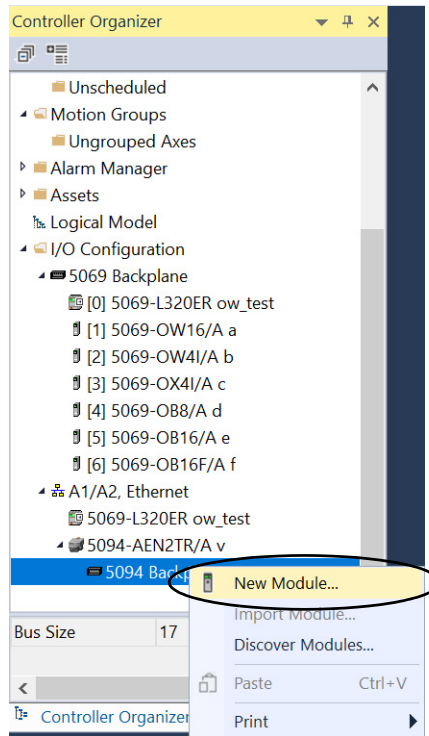 Controller Organizer
Unscheduled
Motion Groups
Ungrouped Axes
Alarm Manager
Assets
Logical Model
I/O Configuration
5069 Backplane
[0] 5069-L320ER ow_test
[1] 5069-OW16/A a
[2] 5069-OW4I/A b
[3] 5069-OX4I/A c
[4] 5069-OB8/A d
[5] 5069-OB16/A e
[6] 5069-OB16F/A f
A1/A2, Ethernet
5069-L320ER ow_test
5094-AEN2TR/A v
5094 Backp
New Module...
Import Module...
Bus Size 17
Discover Modules...
Paste Ctrl+V
Controller Organizer
Print